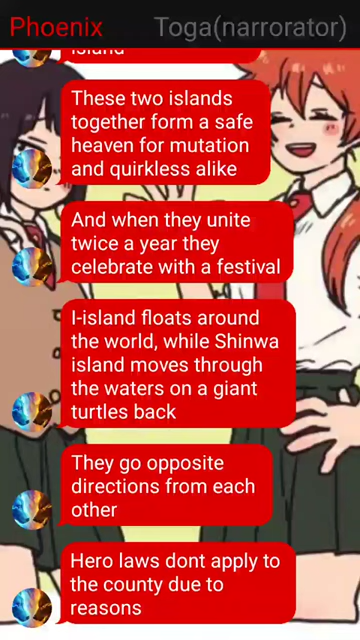 Phoenix Toga(narrorator)
island
These two islands
together form a safe
heaven for mutation
and quirkless alike
And when they unite
twice a year they
celebrate with a festival
I-island floats around
the world, while Shinwa
island moves through
the waters on a giant
turtles back
They go opposite
directions from each
other
Hero laws dont apply to
the county due to
reasons